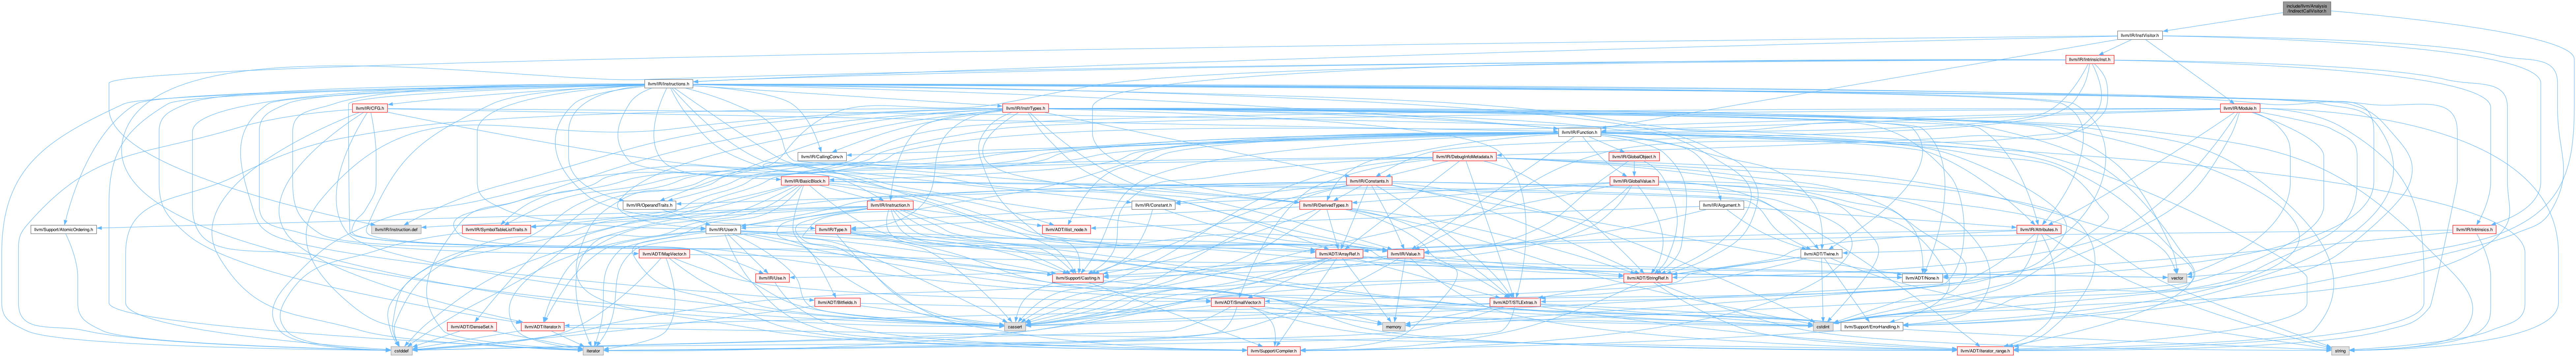 include/llvm/Analysis
/IndirectCallVisitor.h
llvm/IR/InstVisitor.h
llvm/IR/IntrinsicInst.h
llvm/IR/Instructions.h
llvm/IR/CFG.h
llvm/IR/InstrTypes.h
llvm/IR/Module.h
llvm/IR/Function.h
llvm/IR/CallingConv.h
llvm/IR/DebugInfoMetadata.h
llvm/IR/GlobalObject.h
llvm/IR/BasicBlock.h
llvm/IR/Constants.h
llvm/IR/GlobalValue.h
llvm/IR/OperandTraits.h
llvm/IR/Instruction.h
llvm/IR/Constant.h
llvm/IR/DerivedTypes.h
llvm/IR/Argument.h
llvm/Support/AtomicOrdering.h
llvm/IR/Instruction.def
llvm/IR/SymbolTableListTraits.h
llvm/IR/User.h
llvm/IR/Type.h
llvm/ADT/ilist_node.h
llvm/IR/Attributes.h
llvm/IR/Intrinsics.h
llvm/ADT/MapVector.h
llvm/ADT/ArrayRef.h
llvm/IR/Value.h
llvm/ADT/Twine.h
llvm/IR/Use.h
llvm/Support/Casting.h
llvm/ADT/StringRef.h
llvm/ADT/None.h
vector
llvm/ADT/Bitfields.h
llvm/ADT/SmallVector.h
llvm/ADT/STLExtras.h
llvm/ADT/DenseSet.h
llvm/ADT/iterator.h
cassert
memory
cstdint
llvm/Support/ErrorHandling.h
cstddef
iterator
llvm/Support/Compiler.h
llvm/ADT/iterator_range.h
string